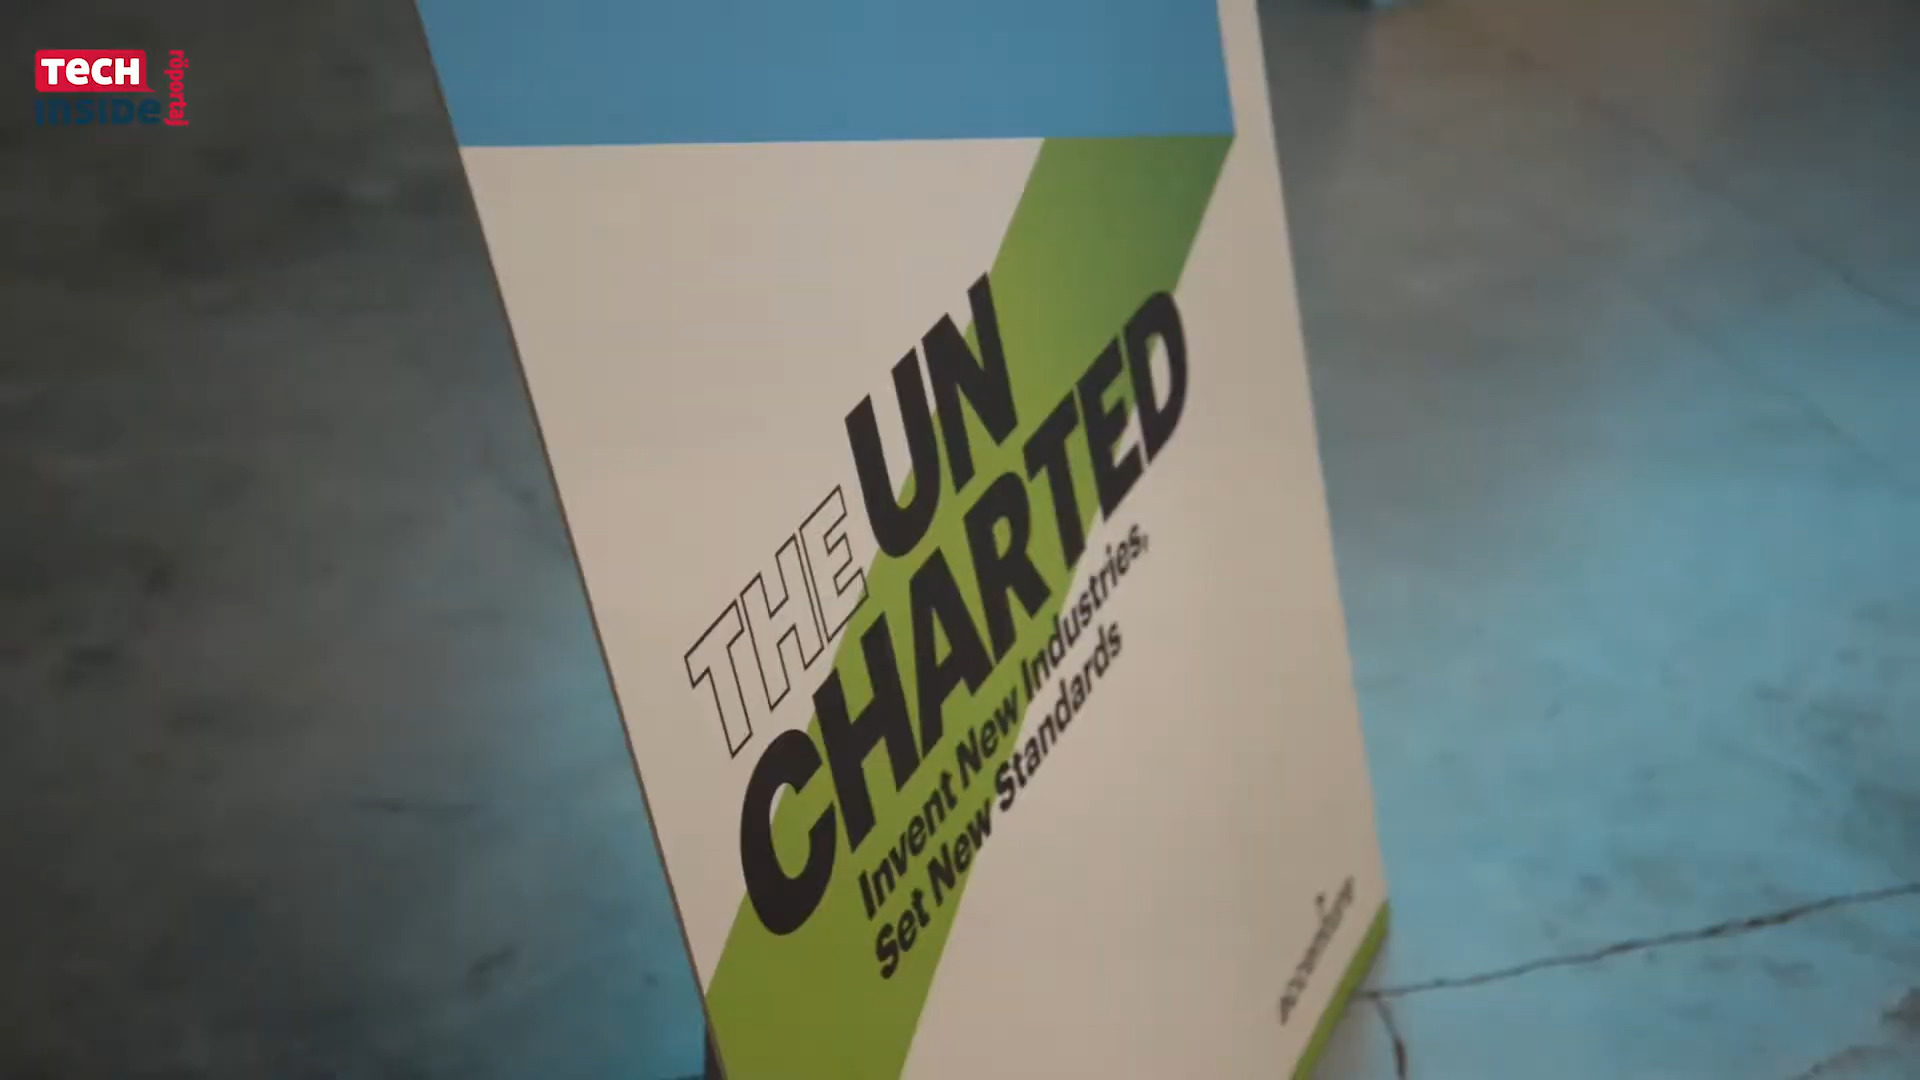 TECH
INSIDE
röportaj
THE UN
CHARTED
Invent New Industries,
Set New Standards
accenture